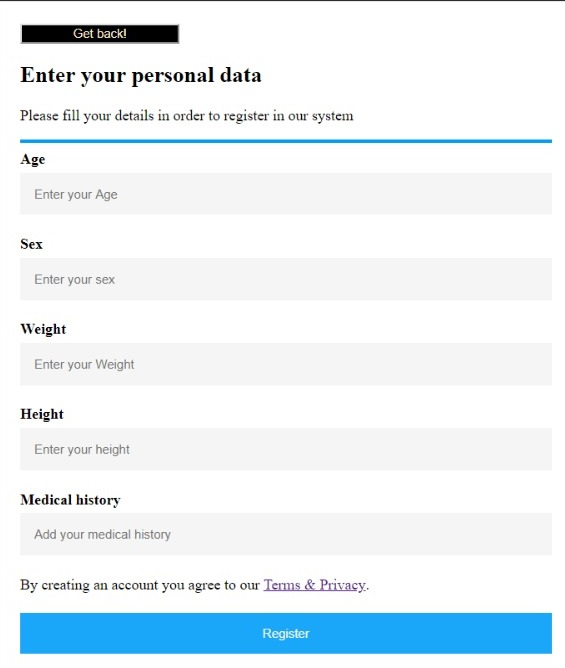 Get back!
Enter your personal data
Please fill your details in order to register in our system
Age
Enter your Age
Sex
Enter your sex
Weight
Enter your Weight
Height
Enter your height
Medical history
Add your medical history
By creating an account you agree to our Terms & Privacy.
Register